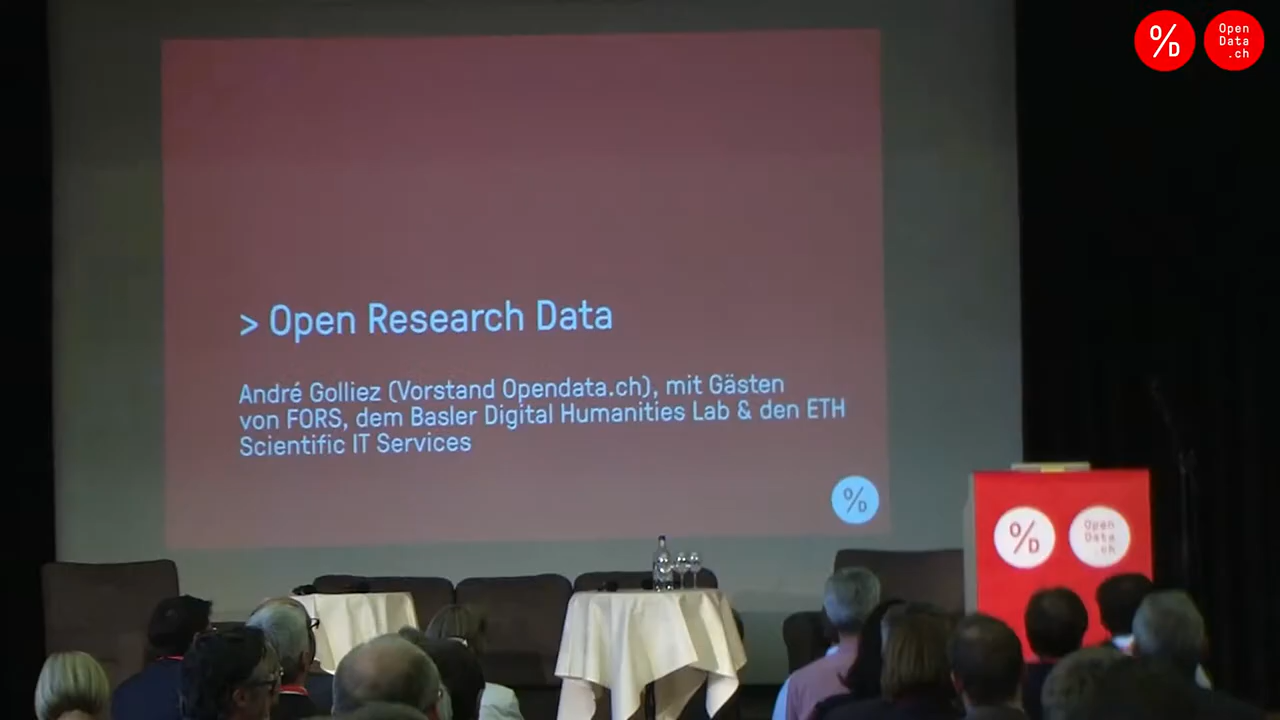 %D
Open
Data
.ch
> Open Research Data
André Golliez (Vorstand Opendata.ch), mit Gästen
von FORS, dem Basler Digital Humanities Lab & den ETH
Scientific IT Services
%D
%D
Open
Data
.ch